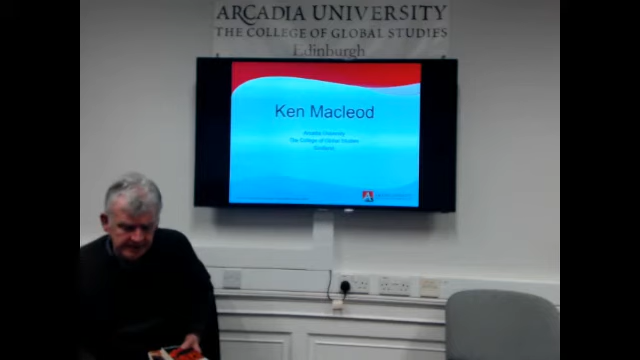 ARCADIA UNIVERSITY
THE COLLEGE OF GLOBAL STUDIES
Edinburgh
Ken Macleod
Arcadia University
The College of Global Studies